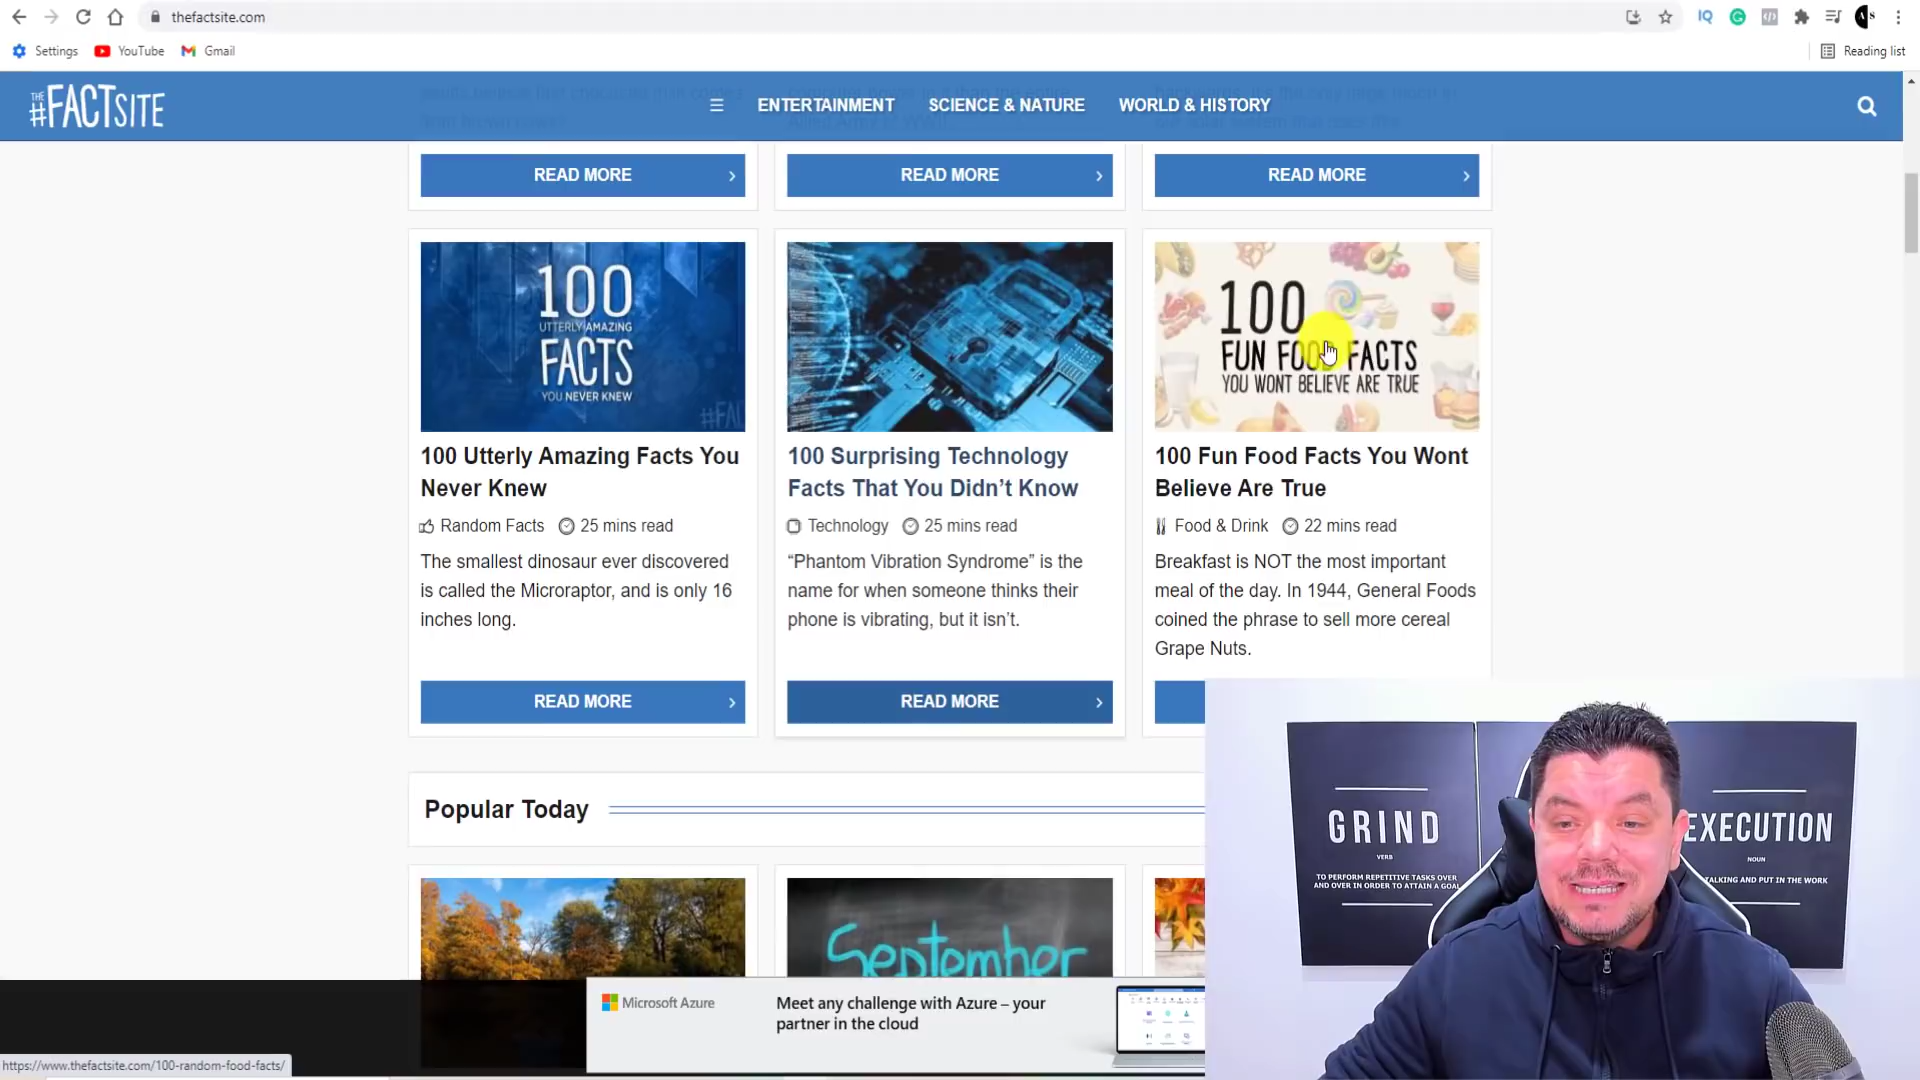 thefactsite.com
Settings YouTube Gmail Reading list
THE #FACTSITE
ENTERTAINMENT SCIENCE & NATURE WORLD & HISTORY
READ MORE READ MORE READ MORE
100
UTTERLY AMAZING
FACTS
YOU NEVER KNEW
100
FUN FOOD FACTS
YOU WONT BELIEVE ARE TRUE
100 Utterly Amazing Facts You
Never Knew
Random Facts 25 mins read
The smallest dinosaur ever discovered
is called the Microraptor, and is only 16
inches long.
READ MORE
100 Surprising Technology
Facts That You Didn’t Know
Technology 25 mins read
“Phantom Vibration Syndrome” is the
name for when someone thinks their
phone is vibrating, but it isn’t.
READ MORE
100 Fun Food Facts You Wont
Believe Are True
Food & Drink 22 mins read
Breakfast is NOT the most important
meal of the day. In 1944, General Foods
coined the phrase to sell more cereal
Grape Nuts.
Popular Today
September
Microsoft Azure
Meet any challenge with Azure – your
partner in the cloud
https://www.thefactsite.com/100-random-food-facts/
GRIND
VERB
TO PERFORM REPETITIVE TASKS OVER
AND OVER IN ORDER TO ATTAIN A GOAL
EXECUTION
NOUN
TALKING AND PUT IN THE WORK